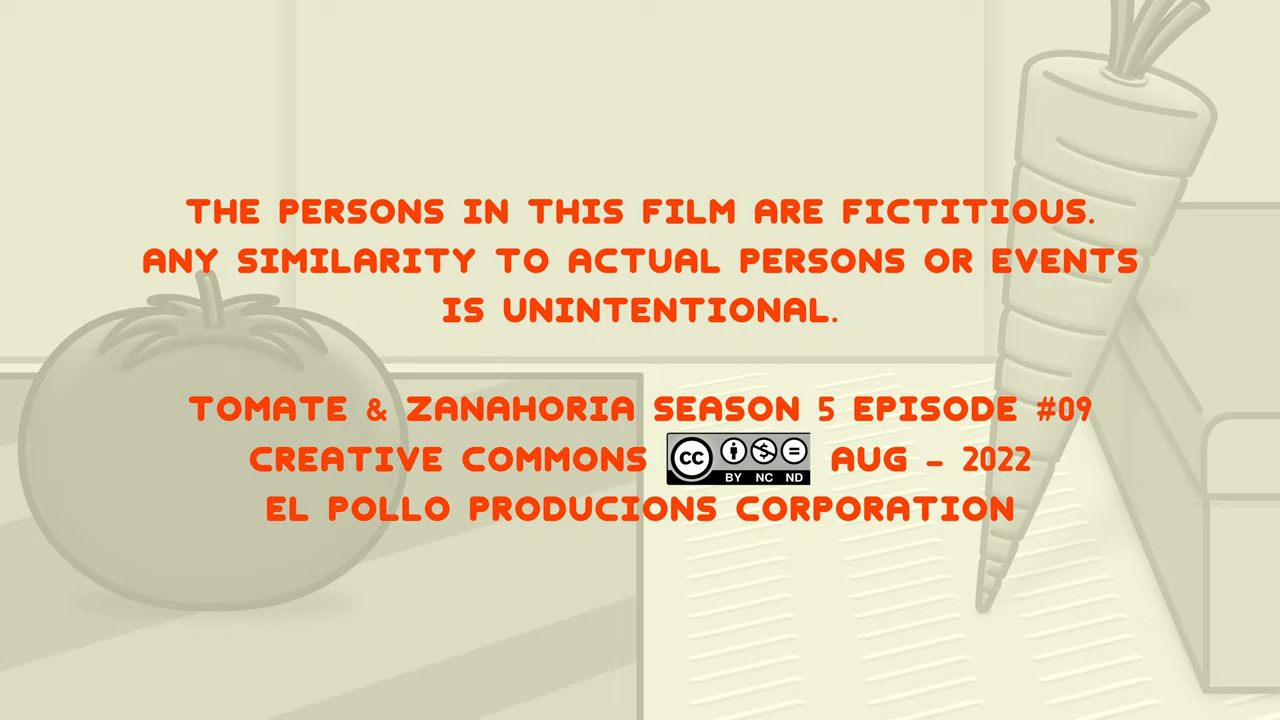 THE PERSONS IN THIS FILM ARE FICTITIOUS.
ANY SIMILARITY TO ACTUAL PERSONS OR EVENTS
IS UNINTENTIONAL.
TOMATE & ZANAHORIA SEASON 5 EPISODE #09
CREATIVE COMMONS CC BY NC ND AUG - 2022
EL POLLO PRODUCIONS CORPORATION